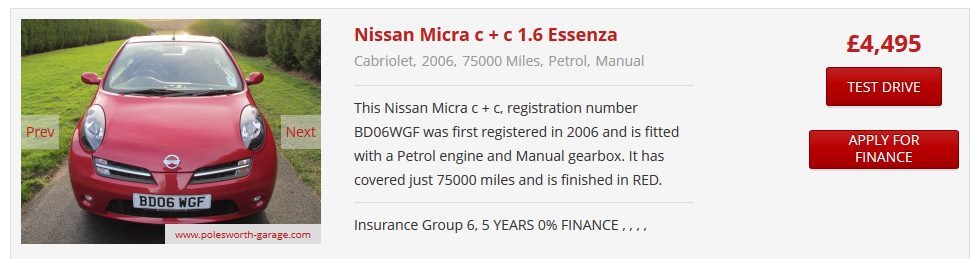 Nissan Micra c + c 1.6 Essenza
Cabriolet, 2006, 75000 Miles, Petrol, Manual
This Nissan Micra c + c, registration number
BD06WGF was first registered in 2006 and is fitted
with a Petrol engine and Manual gearbox. It has
covered just 75000 miles and is finished in RED.
Insurance Group 6, 5 YEARS 0% FINANCE , , , ,
£4,495
TEST DRIVE
APPLY FOR
FINANCE
Prev
Next
BD06 WGF
www.polesworth-garage.com